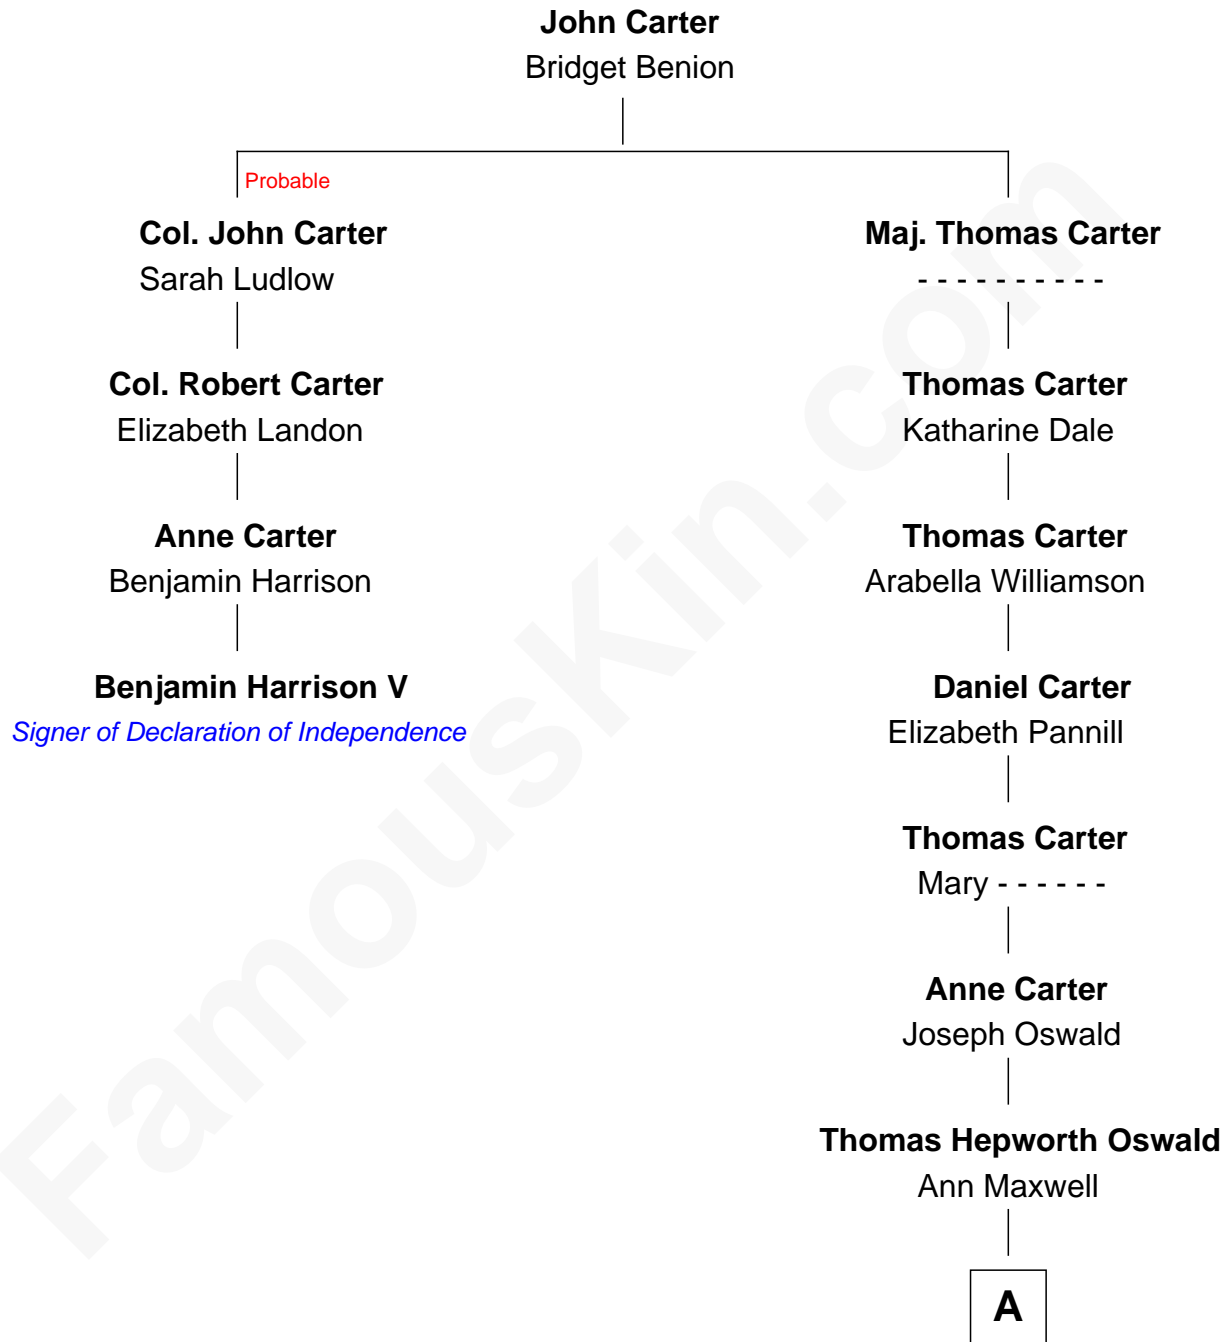 John Carter
Bridget Benion
Probable
Col. John Carter
Sarah Ludlow
Col. Robert Carter
Elizabeth Landon
Anne Carter
Benjamin Harrison
Benjamin Harrison V
Signer of Declaration of Independence
Maj. Thomas Carter
- - - - - - - - - -
Thomas Carter
Katharine Dale
Thomas Carter
Arabella Williamson
Daniel Carter
Elizabeth Pannill
Thomas Carter
Mary - - - - - -
Anne Carter
Joseph Oswald
Thomas Hepworth Oswald
Ann Maxwell
A
FamousKin.com